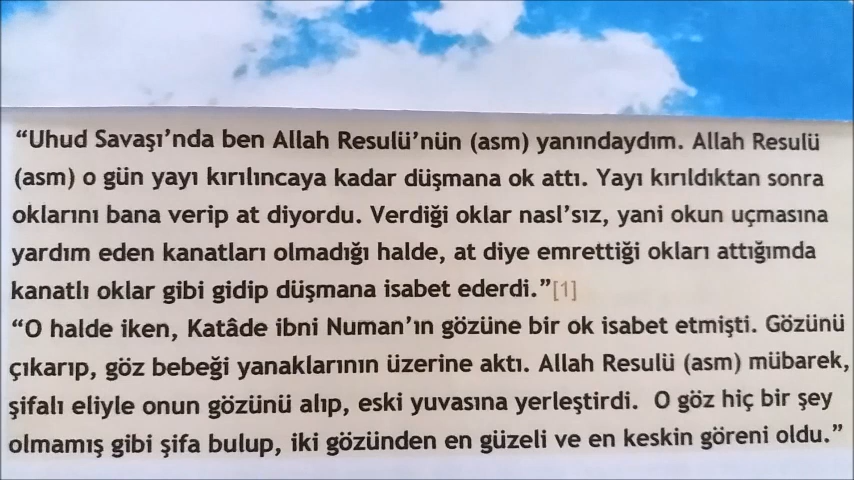 “Uhud Savaşı’nda ben Allah Resulü’nün (asm) yanındaydım. Allah Resulü
(asm) o gün yayı kırılıncaya kadar düşmana ok attı. Yayı kırıldıktan sonra
oklarını bana verip at diyordu. Verdiği oklar nasl’sız, yani okun uçmasına
yardım eden kanatları olmadığı halde, at diye emrettiği okları attığımda
kanatlı oklar gibi gidip düşmana isabet ederdi.”[1]
“O halde iken, Katâde ibni Numan’ın gözüne bir ok isabet etmişti. Gözünü
çıkarıp, göz bebeği yanaklarının üzerine aktı. Allah Resulü (asm) mübarek,
şifalı eliyle onun gözünü alıp, eski yuvasına yerleştirdi. O göz hiç bir şey
olmamış gibi şifa bulup, iki gözünden en güzeli ve en keskin göreni oldu.”